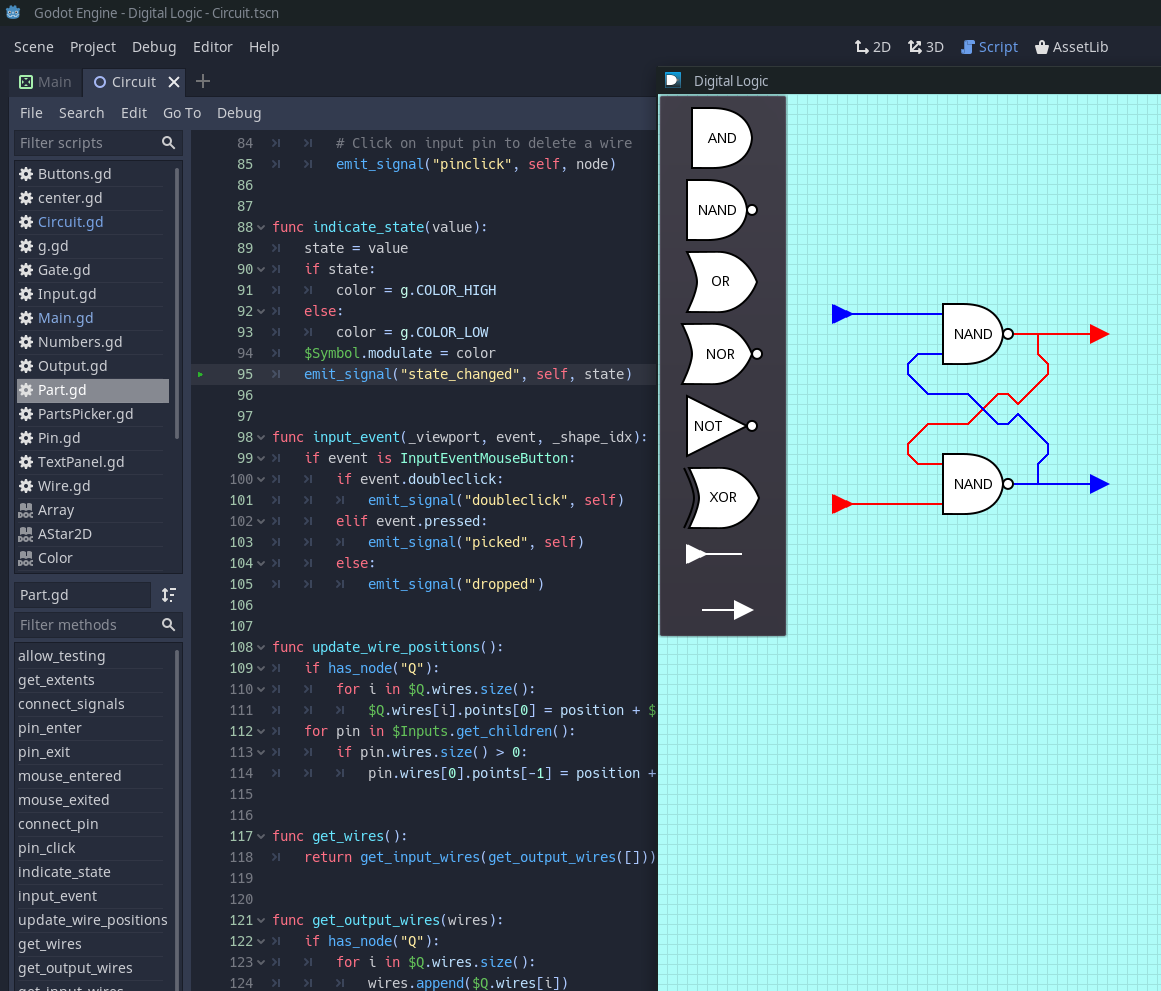 Godot Engine - Digital Logic - Circuit.tscn
Scene Project Debug Editor Help
2D 3D Script AssetLib
Main Circuit
File Search Edit Go To Debug
Filter scripts
Buttons.gd
center.gd
Circuit.gd
g.gd
Gate.gd
Input.gd
Main.gd
Numbers.gd
Output.gd
Part.gd
PartsPicker.gd
Pin.gd
TextPanel.gd
Wire.gd
DOC Array
DOC AStar2D
DOC Color
Part.gd
Filter methods
allow_testing
get_extents
connect_signals
pin_enter
pin_exit
mouse_entered
mouse_exited
connect_pin
pin_click
indicate_state
input_event
update_wire_positions
get_wires
get_output_wires
get_input_wires
84 # Click on input pin to delete a wire
85 emit_signal("pinclick", self, node)
86
87
88 func indicate_state(value):
89 state = value
90 if state:
91 color = g.COLOR_HIGH
92 else:
93 color = g.COLOR_LOW
94 $Symbol.modulate = color
95 emit_signal("state_changed", self, state)
96
97
98 func input_event(_viewport, event, _shape_idx):
99 if event is InputEventMouseButton:
100 if event.doubleclick:
101 emit_signal("doubleclick", self)
102 elif event.pressed:
103 emit_signal("picked", self)
104 else:
105 emit_signal("dropped")
106
107
108 func update_wire_positions():
109 if has_node("Q"):
110 for i in $Q.wires.size():
111 $Q.wires[i].points[0] = position + $
112 for pin in $Inputs.get_children():
113 if pin.wires.size() > 0:
114 pin.wires[0].points[-1] = position +
115
116
117 func get_wires():
118 return get_input_wires(get_output_wires([]))
119
120
121 func get_output_wires(wires):
122 if has_node("Q"):
123 for i in $Q.wires.size():
124 wires.append($Q.wires[i])
Digital Logic
AND
NAND
OR
NOR
NOT
XOR
NAND
NAND